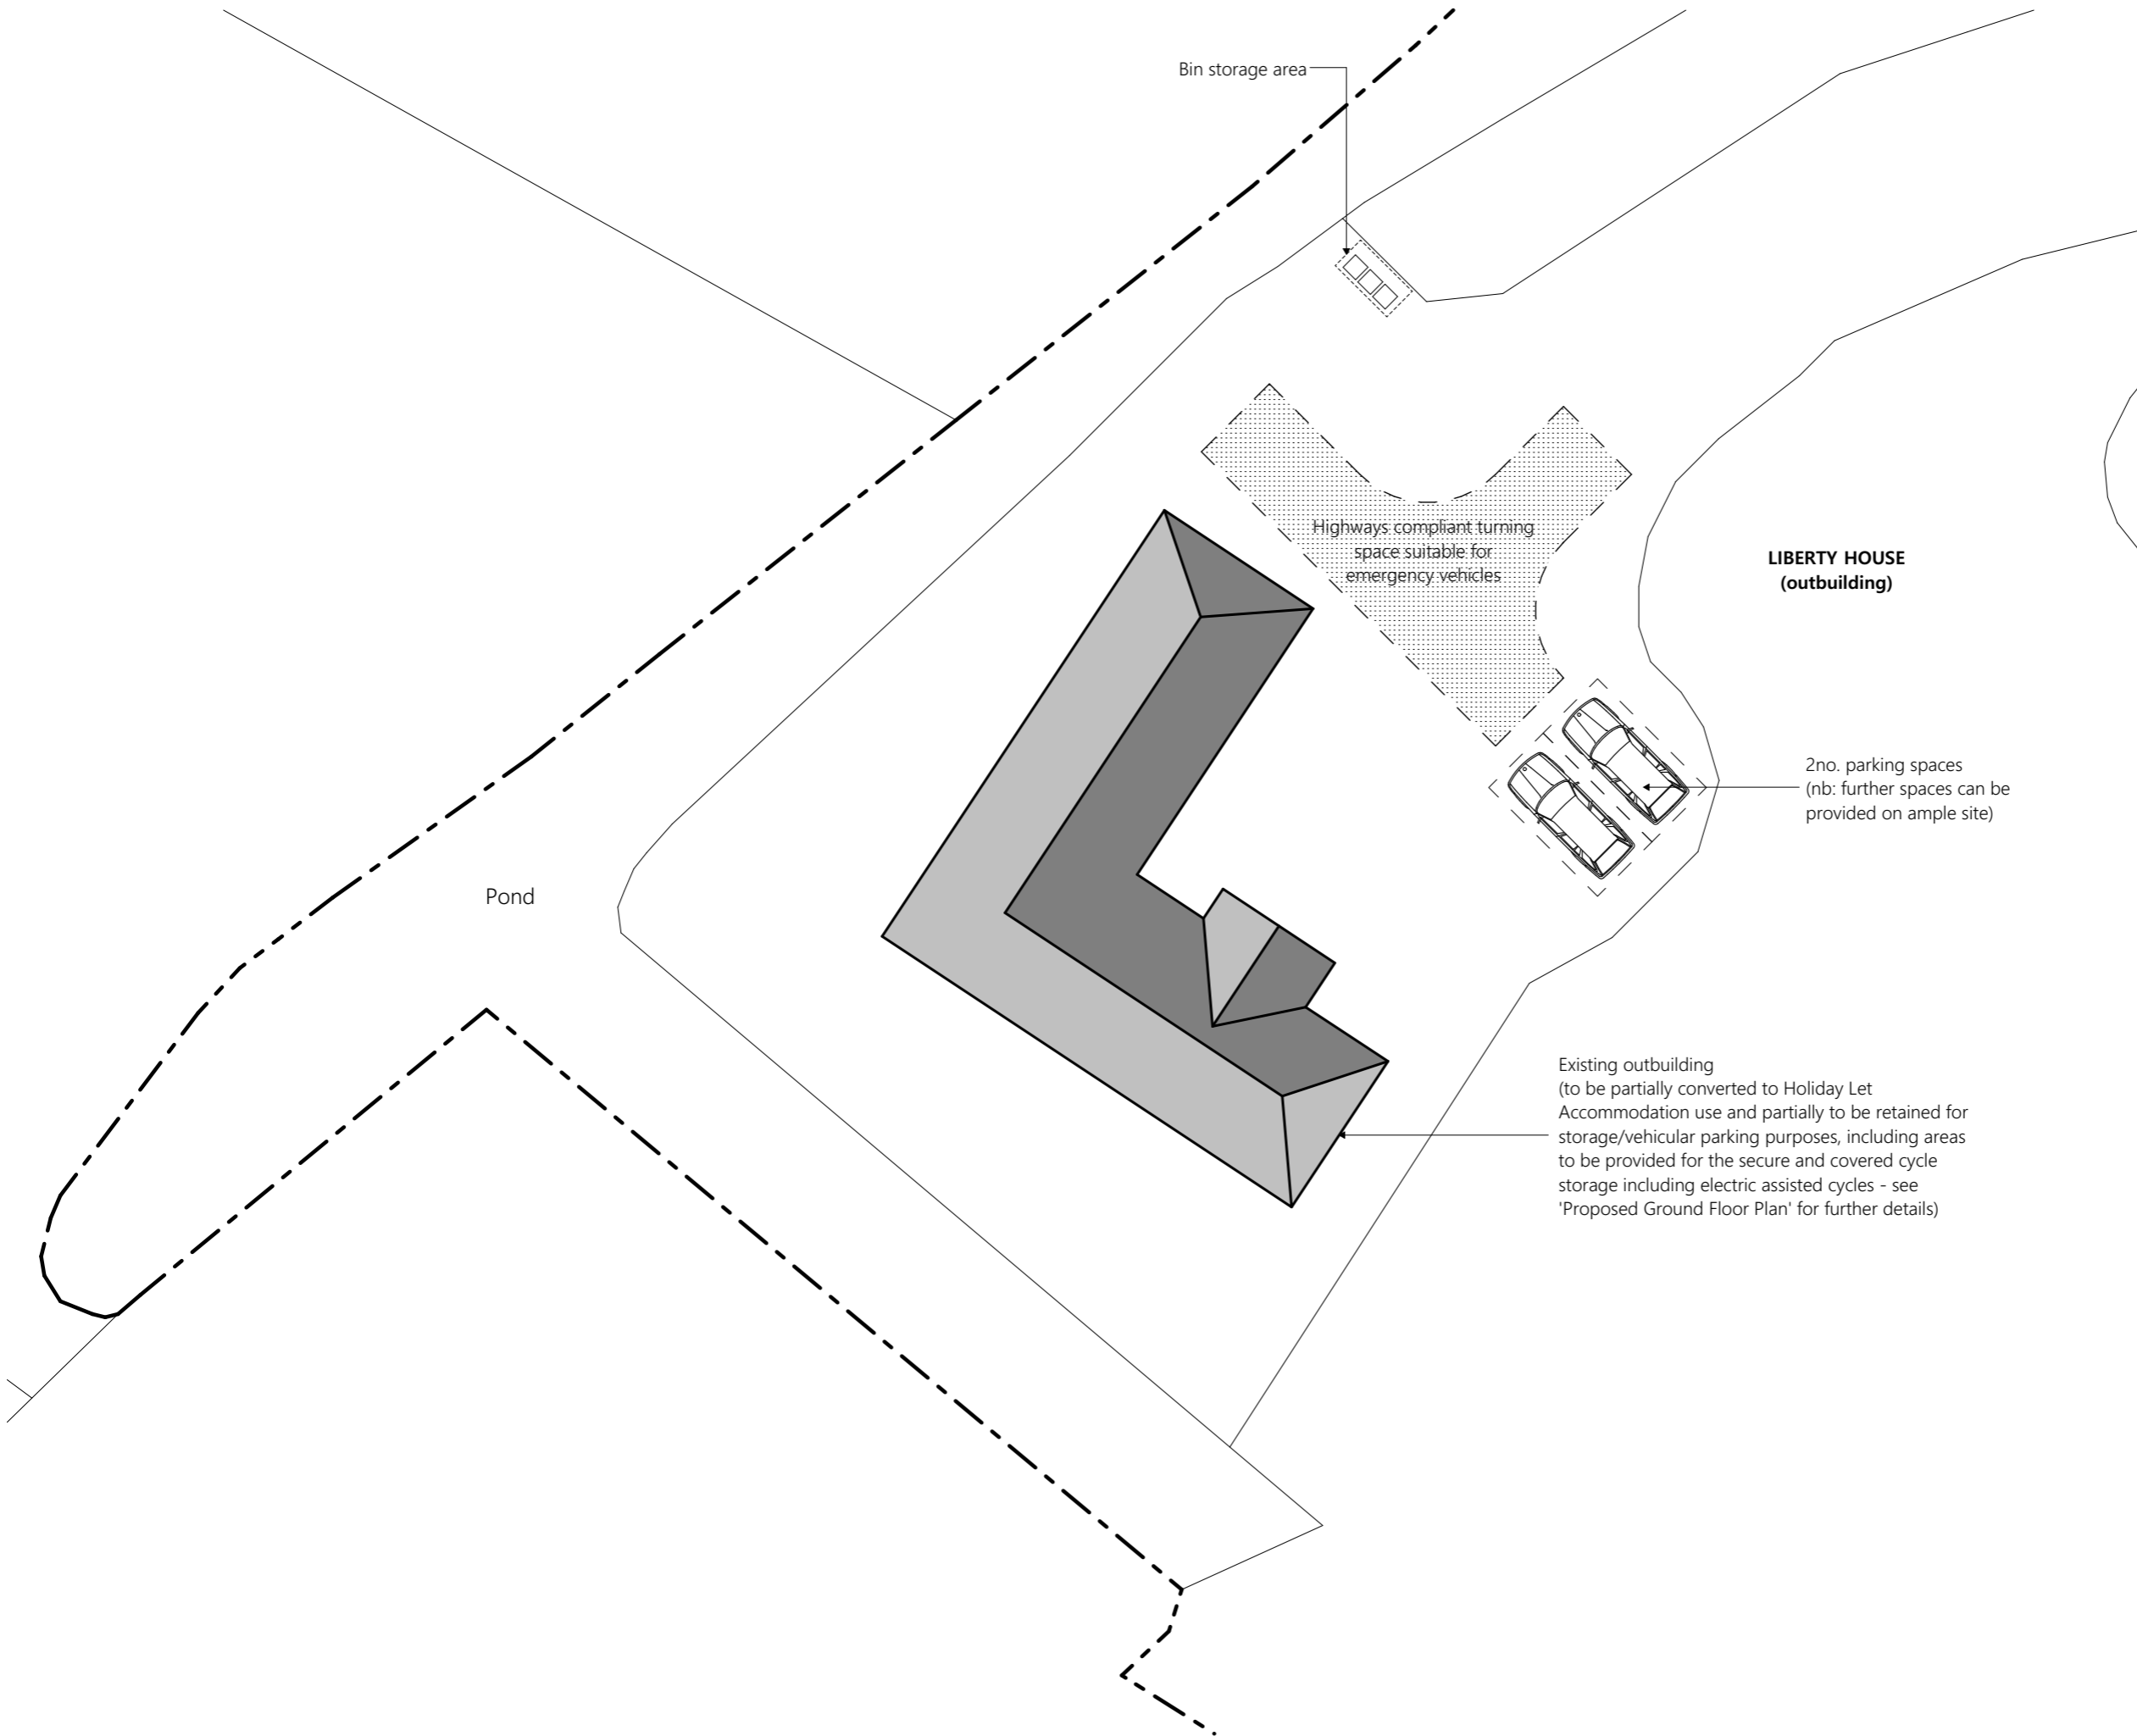 Bin storage area
Highways compliant turning
space suitable for
emergency vehicles
LIBERTY HOUSE
(outbuilding)
2no. parking spaces
(nb: further spaces can be
provided on ample site)
Pond
Existing outbuilding
(to be partially converted to Holiday Let
Accommodation use and partially to be retained for
storage/vehicular parking purposes, including areas
to be provided for the secure and covered cycle
storage including electric assisted cycles - see
'Proposed Ground Floor Plan' for further details)